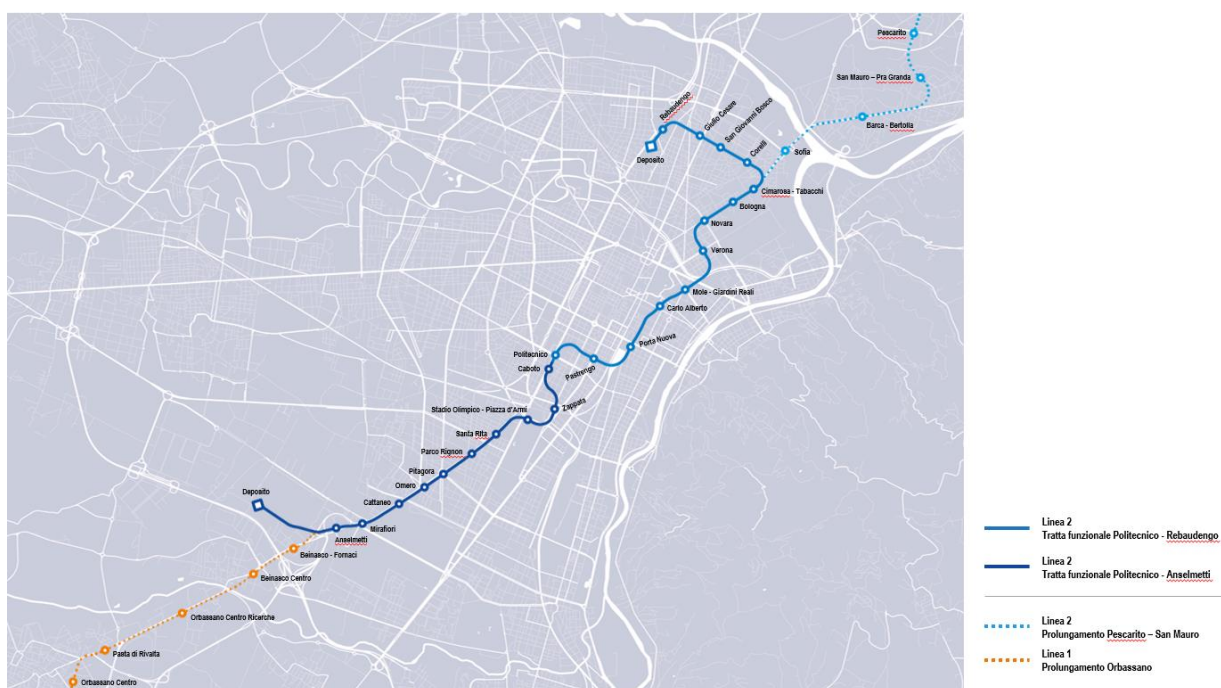 Pescarito
San Mauro – Pra Granda
Barca - Bertolla
Sofia
Rebaudengo
Giulio Cesare
San Giovanni Bosco
Corelli
Deposito
Cimarosa - Tabacchi
Bologna
Novara
Verona
Mole - Giardini Reali
Carlo Alberto
Porta Nuova
Pastrengo
Politecnico
Caboto
Zappata
Stadio Olimpico - Piazza d'Armi
Santa Rita
Parco Rignon
Pitagora
Omero
Cattaneo
Mirafiori
Anselmetti
Deposito
Beinasco - Fornaci
Beinasco Centro
Orbassano Centro Ricerche
Pasta di Rivalta
Orbassano Centro
Linea 2
Tratta funzionale Politecnico - Rebaudengo
Linea 2
Tratta funzionale Politecnico - Anselmetti
Linea 2
Prolungamento Pescarito – San Mauro
Linea 1
Prolungamento Orbassano